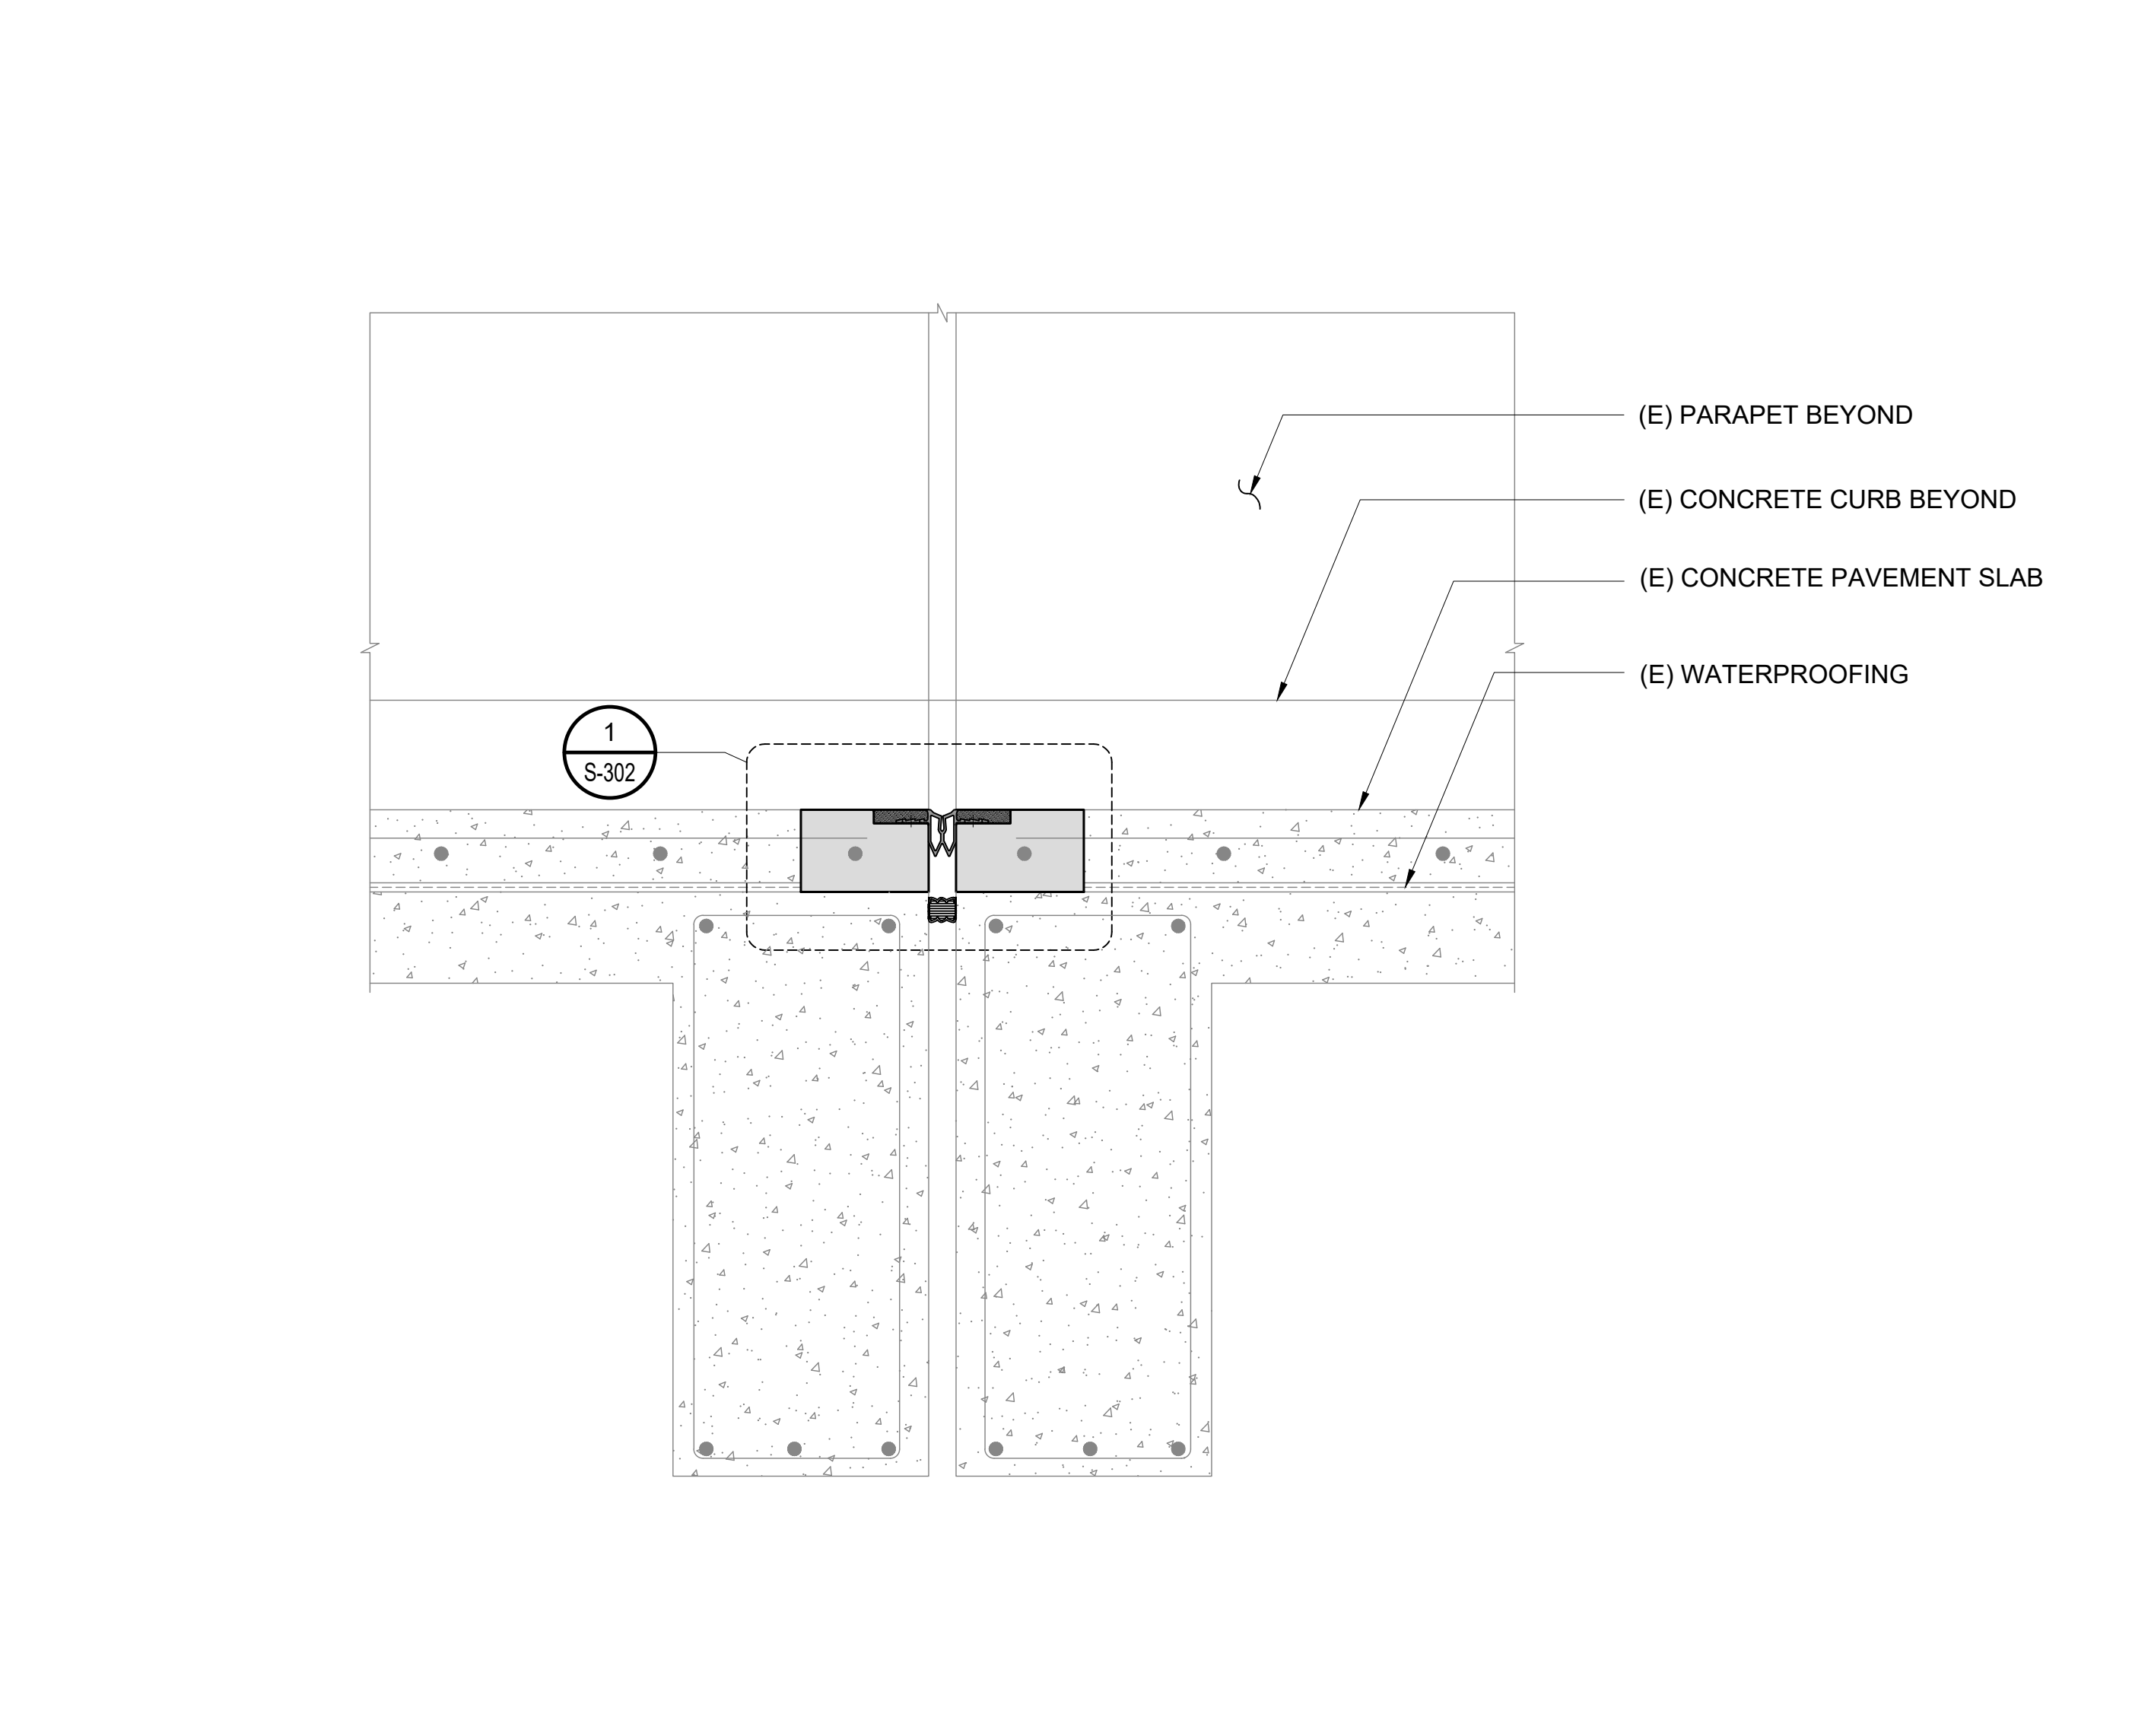 (E) PARAPET BEYOND
(E) CONCRETE CURB BEYOND
(E) CONCRETE PAVEMENT SLAB
(E) WATERPROOFING
1
S-302